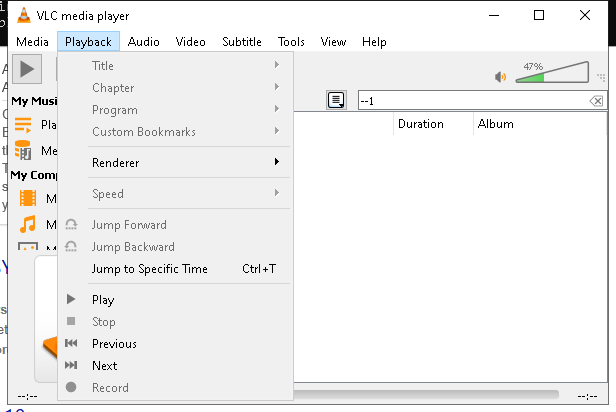 VLC media player
Media Playback Audio Video Subtitle Tools View Help
47%
--1
Duration Album
My Mus
Pla
Me
My Comp
M
M
Title
Chapter
Program
Custom Bookmarks
Renderer
Speed
Jump Forward
Jump Backward
Jump to Specific Time Ctrl+T
Play
Stop
Previous
Next
Record
--:-- --:--